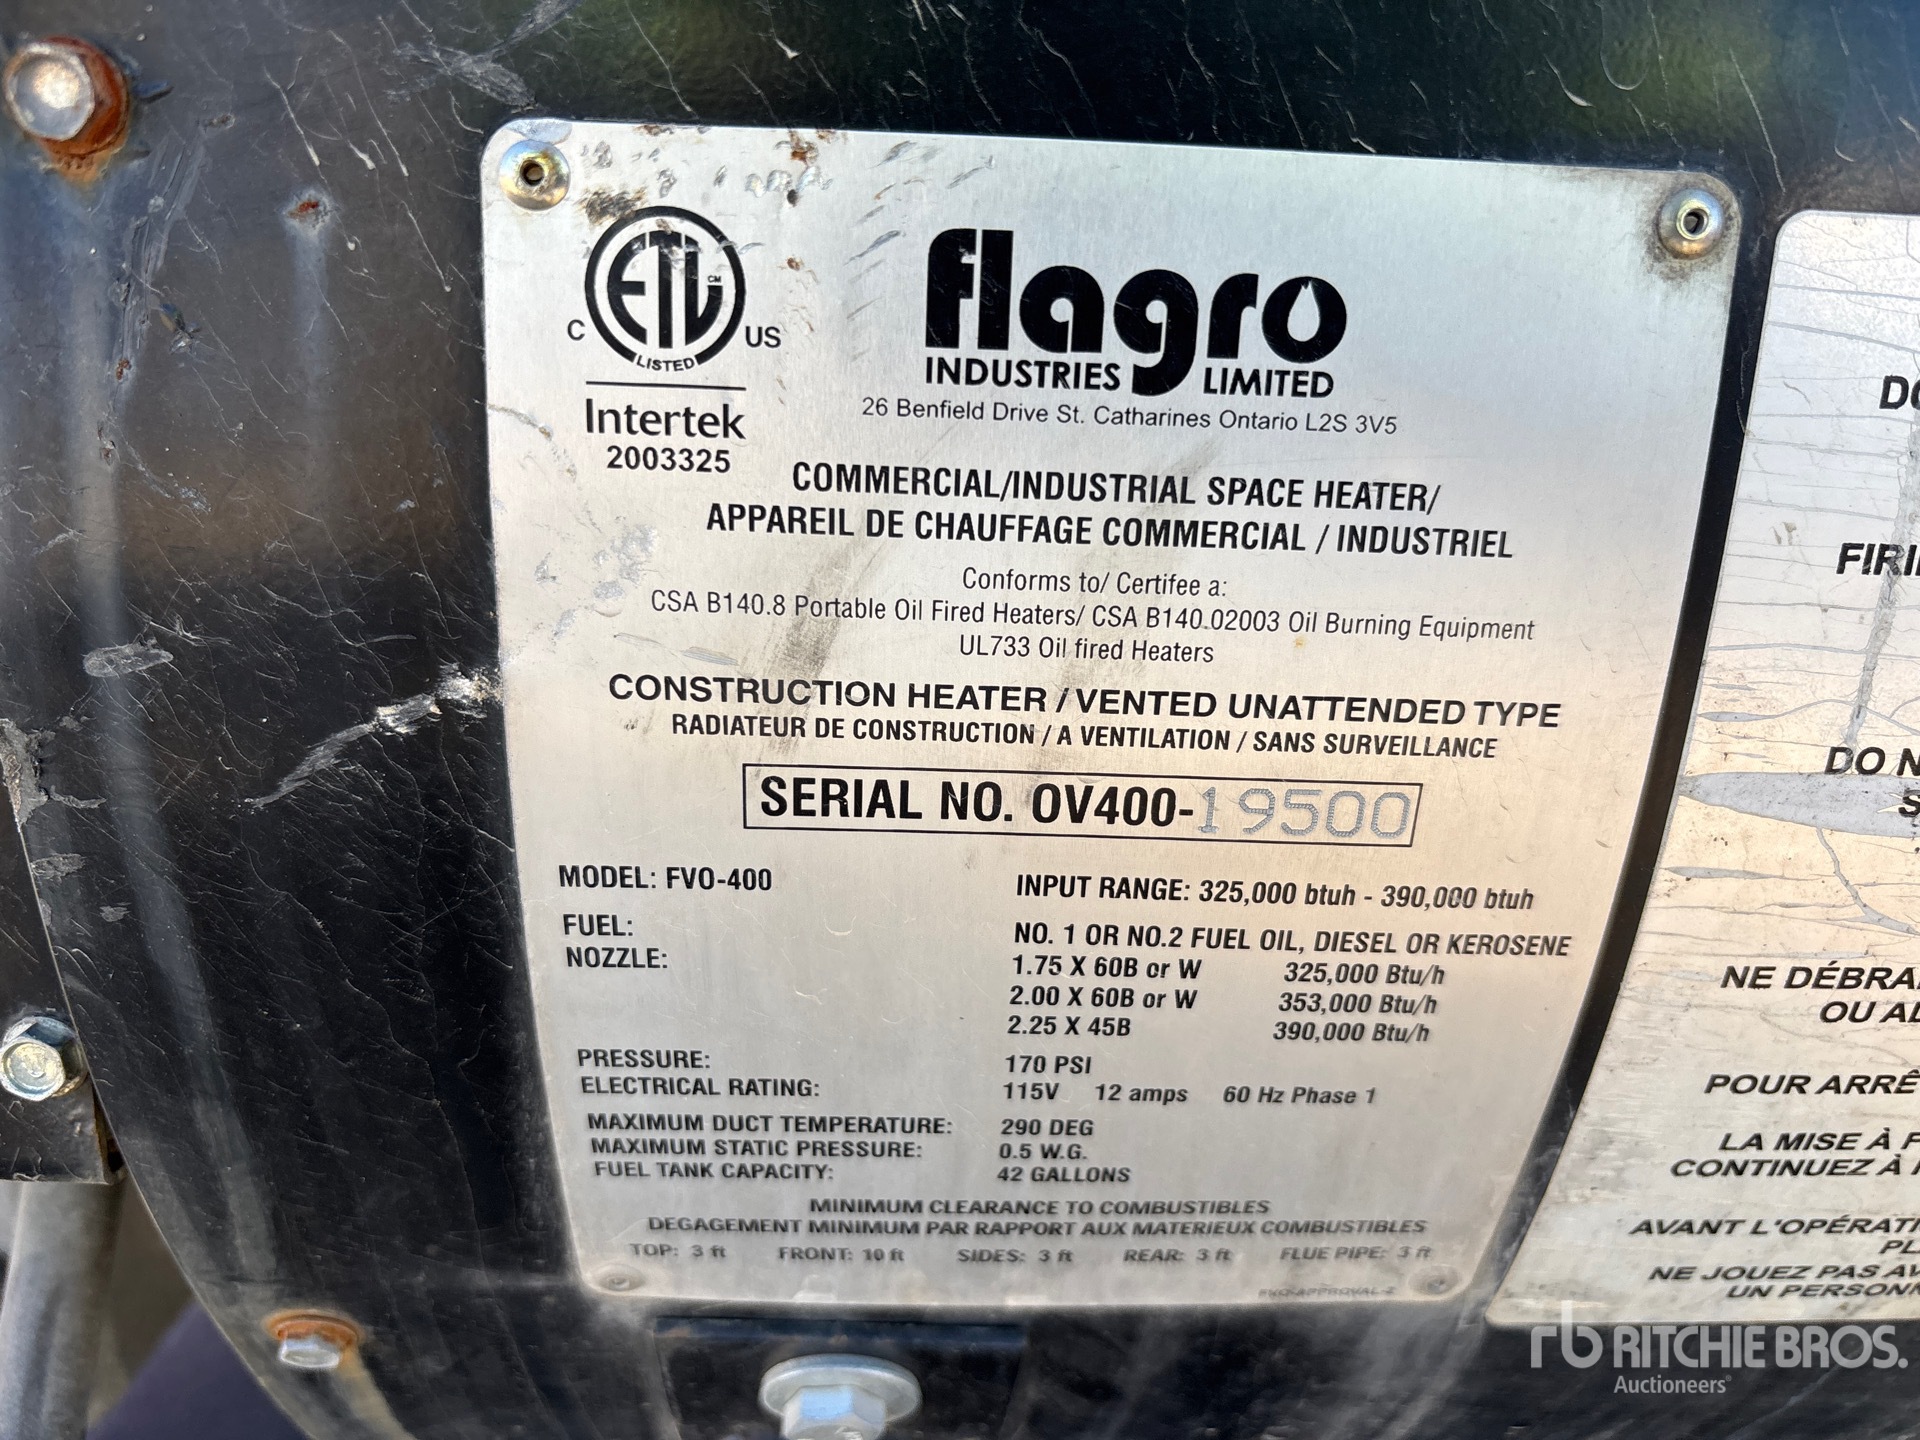 ETL CM
LISTED
C US
Intertek
2003325
flagro
INDUSTRIES LIMITED
26 Benfield Drive St. Catharines Ontario L2S 3V5
COMMERCIAL/INDUSTRIAL SPACE HEATER/
APPAREIL DE CHAUFFAGE COMMERCIAL / INDUSTRIEL
Conforms to/ Certifee a:
CSA B140.8 Portable Oil Fired Heaters/ CSA B140.02003 Oil Burning Equipment
UL733 Oil fired Heaters
CONSTRUCTION HEATER / VENTED UNATTENDED TYPE
RADIATEUR DE CONSTRUCTION / A VENTILATION / SANS SURVEILLANCE
SERIAL NO. OV400-19500
MODEL: FVO-400 INPUT RANGE: 325,000 btuh - 390,000 btuh
FUEL: NO. 1 OR NO.2 FUEL OIL, DIESEL OR KEROSENE
NOZZLE: 1.75 X 60B or W 325,000 Btu/h
2.00 X 60B or W 353,000 Btu/h
2.25 X 45B 390,000 Btu/h
PRESSURE: 170 PSI
ELECTRICAL RATING: 115V 12 amps 60 Hz Phase 1
MAXIMUM DUCT TEMPERATURE: 290 DEG
MAXIMUM STATIC PRESSURE: 0.5 W.G.
FUEL TANK CAPACITY: 42 GALLONS
MINIMUM CLEARANCE TO COMBUSTIBLES
DEGAGEMENT MINIMUM PAR RAPPORT AUX MATERIEUX COMBUSTIBLES
TOP: 3 ft FRONT: 10 ft SIDES: 3 ft REAR: 3 ft FLUE PIPE: 3 ft
FVO-APPROVAL-2
DO
FIRI
DO N
S
NE DÉBRA
OU AL
POUR ARRÊ
LA MISE À F
CONTINUEZ À
AVANT L'OPÉRATI
PL
NE JOUEZ PAS AV
UN PERSONN
rb RITCHIE BROS.
Auctioneers